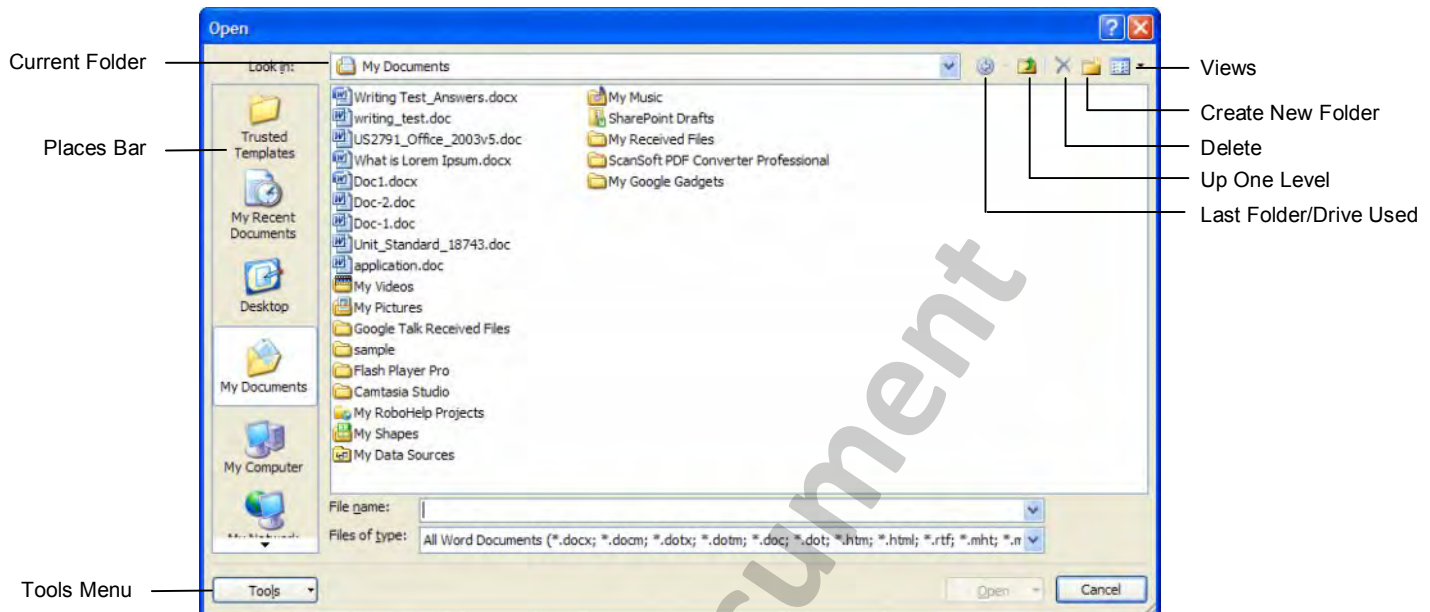 Open
Current Folder
Look in:
My Documents
Views
Create New Folder
Delete
Up One Level
Last Folder/Drive Used
Places Bar
Trusted
Templates
My Recent
Documents
Desktop
My Documents
My Computer
Writing Test_Answers.docx
writing_test.doc
US2791_Office_2003v5.doc
What is Lorem Ipsum.docx
Doc1.docx
Doc-2.doc
Doc-1.doc
Unit_Standard_18743.doc
application.doc
My Videos
My Pictures
Google Talk Received Files
sample
Flash Player Pro
Camtasia Studio
My RoboHelp Projects
My Shapes
My Data Sources
My Music
SharePoint Drafts
My Received Files
ScanSoft PDF Converter Professional
My Google Gadgets
File name:
Files of type:
All Word Documents (*.docx; *.docm; *.dotx; *.dotm; *.doc; *.dot; *.htm; *.html; *.rtf; *.mht; *.m
Tools Menu
Tools
Open
Cancel